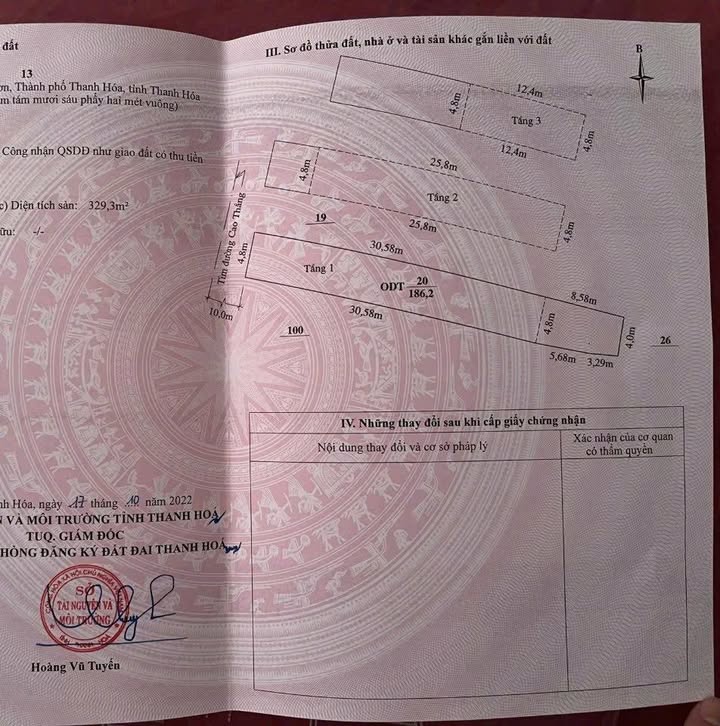 đất
13
ơn, Thành phố Thanh Hóa, tỉnh Thanh Hóa
m tám mươi sáu phẩy hai mét vuông)
Công nhận QSDĐ như giao đất có thu tiền
c) Diện tích sàn: 329,3m²
ữu: -/-
nh Hóa, ngày 17 tháng 10 năm 2022
N VÀ MÔI TRƯỜNG TỈNH THANH HOÁ
TUQ. GIÁM ĐỐC
HÒNG ĐĂNG KÝ ĐẤT ĐAI THANH HOÁ
SỞ
TÀI NGUYÊN VÀ
MÔI TRƯỜNG
Hoàng Vũ Tuyến
III. Sơ đồ thửa đất, nhà ở và tài sản khác gắn liền với đất
B
12,4m
4,8m
Tầng 3
4,8m
12,4m
4,8m
25,8m
Tầng 2
25,8m
4,8m
Tim đường Cao Thắng
10,0m
19
4,8m
30,58m
Tầng 1
ODT 20
186,2
30,58m
8,58m
4,8m
4,0m
5,68m 3,29m
100
26
IV. Những thay đổi sau khi cấp giấy chứng nhận
Nội dung thay đổi và cơ sở pháp lý
Xác nhận của cơ quan
có thẩm quyền